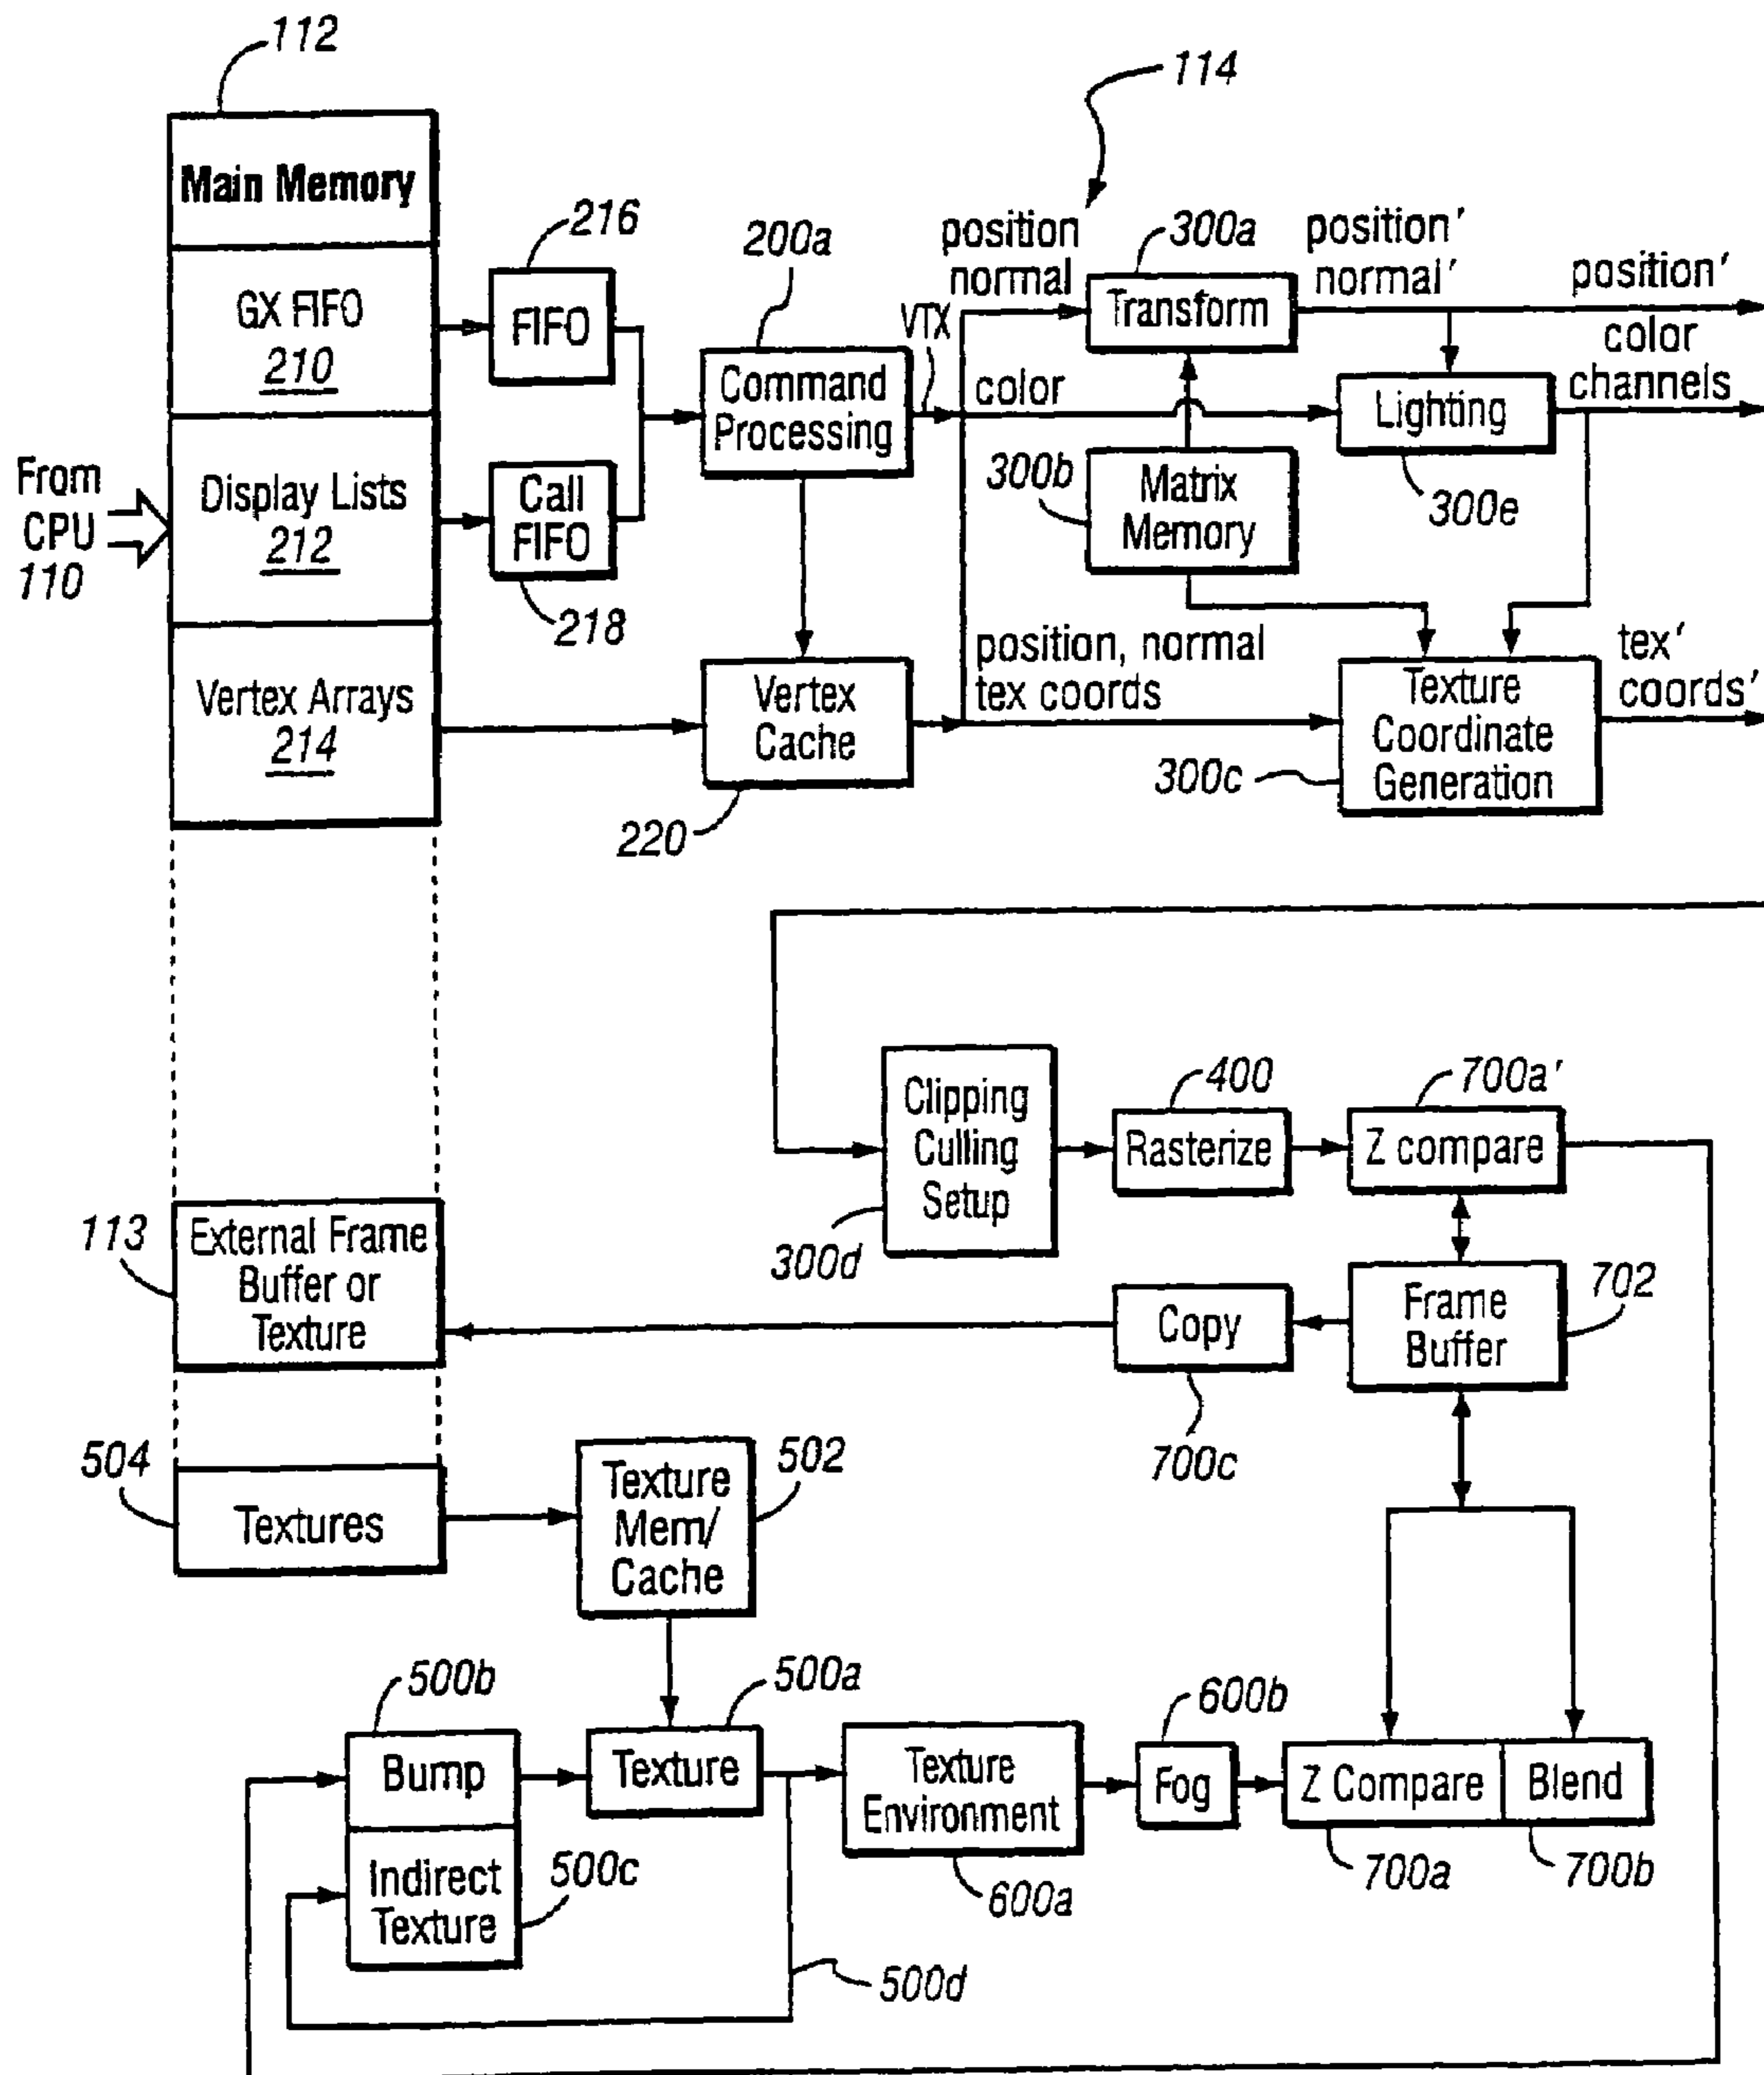 112
114
Main Memory
216
FIFO
GX FIFO
210
200a
Command
Processing
VTX
position
normal
300a
Transform
position′
normal′
position′
color
channels
color
Lighting
300e
300b
Matrix
Memory
From
CPU
110
Display Lists
212
Call
FIFO
218
Vertex Arrays
214
Vertex
Cache
220
position, normal
tex coords
300c
Texture
Coordinate
Generation
tex′
coords′
Clipping
Culling
Setup
300d
400
Rasterize
700a′
Z compare
113
External Frame
Buffer or
Texture
Copy
700c
Frame
Buffer
702
504
Textures
Texture
Mem/
Cache
502
500b
Bump
500a
Texture
Indirect
Texture
500c
500d
Texture
Environment
600a
600b
Fog
Z Compare
700a
Blend
700b